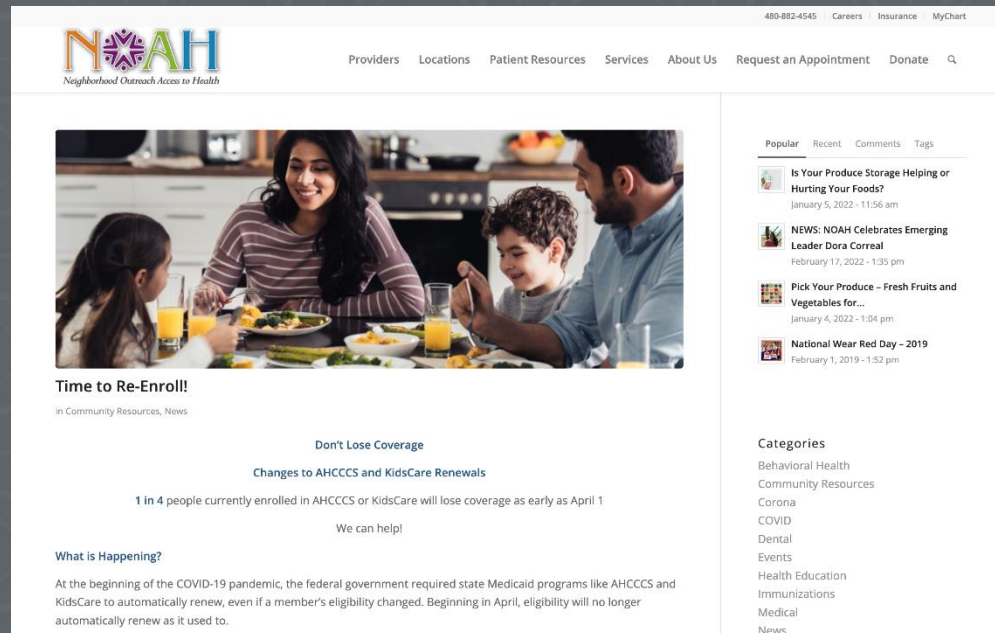 480-882-4545 Careers Insurance MyChart
NOAH
Neighborhood Outreach Access to Health
Providers Locations Patient Resources Services About Us Request an Appointment Donate
Time to Re-Enroll!
in Community Resources, News
Don't Lose Coverage
Changes to AHCCCS and KidsCare Renewals
1 in 4 people currently enrolled in AHCCCS or KidsCare will lose coverage as early as April 1
We can help!
What is Happening?
At the beginning of the COVID-19 pandemic, the federal government required state Medicaid programs like AHCCCS and
KidsCare to automatically renew, even if a member's eligibility changed. Beginning in April, eligibility will no longer
automatically renew as it used to.
Popular Recent Comments Tags
Is Your Produce Storage Helping or
Hurting Your Foods?
January 5, 2022 - 11:56 am
NEWS: NOAH Celebrates Emerging
Leader Dora Correal
February 17, 2022 - 1:35 pm
Pick Your Produce – Fresh Fruits and
Vegetables for...
January 4, 2022 - 1:04 pm
National Wear Red Day – 2019
February 1, 2019 - 1:52 pm
Categories
Behavioral Health
Community Resources
Corona
COVID
Dental
Events
Health Education
Immunizations
Medical
News